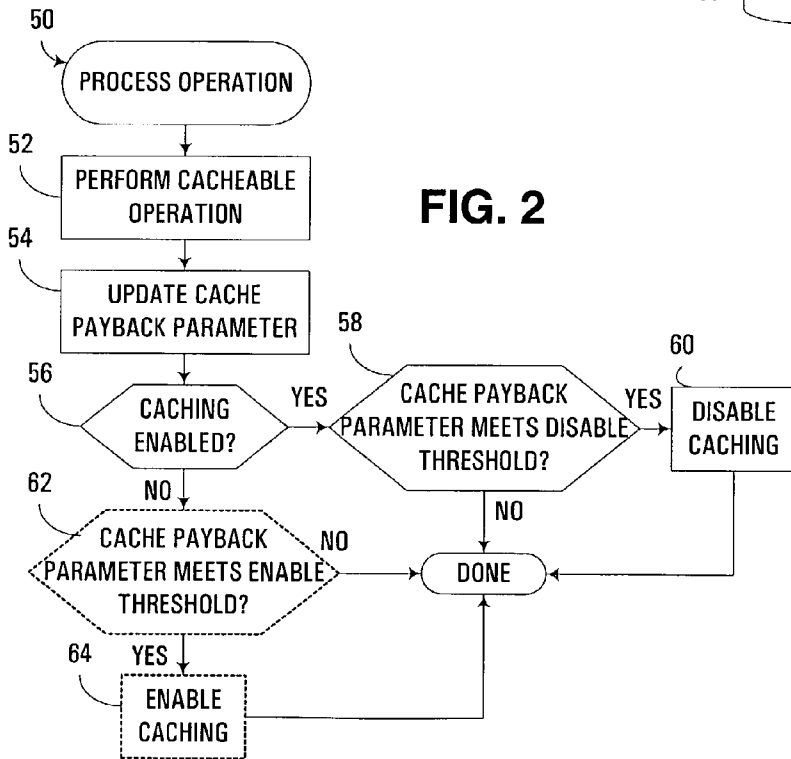 50
PROCESS OPERATION
52
PERFORM CACHEABLE
OPERATION
FIG. 2
54
UPDATE CACHE
PAYBACK PARAMETER
56
CACHING
ENABLED?
YES
58
CACHE PAYBACK
PARAMETER MEETS DISABLE
THRESHOLD?
YES
60
DISABLE
CACHING
NO
NO
62
CACHE PAYBACK
PARAMETER MEETS ENABLE
THRESHOLD?
NO
DONE
YES
64
ENABLE
CACHING